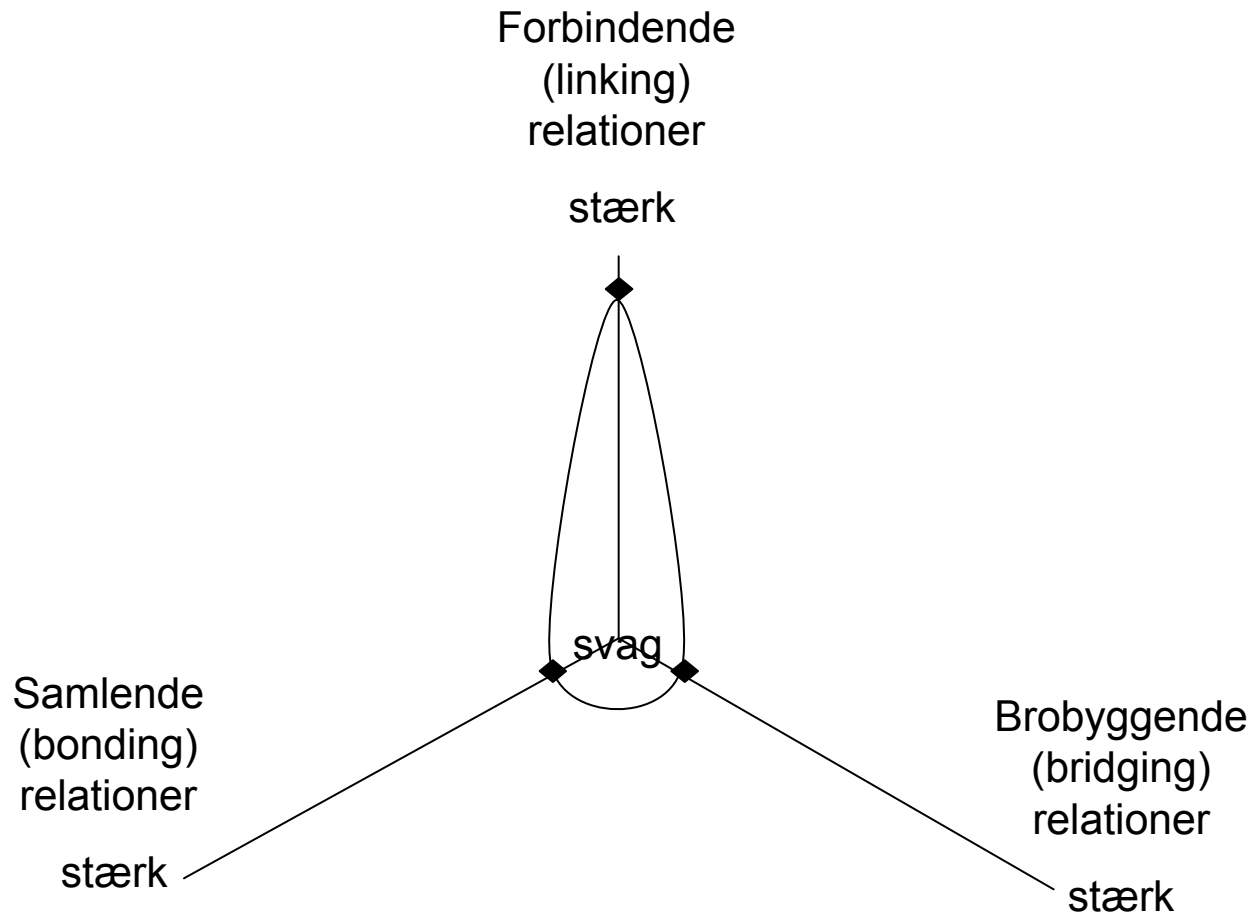 Forbindende
(linking)
relationer
stærk
svag
Samlende
(bonding)
relationer
stærk
Brobyggende
(bridging)
relationer
stærk